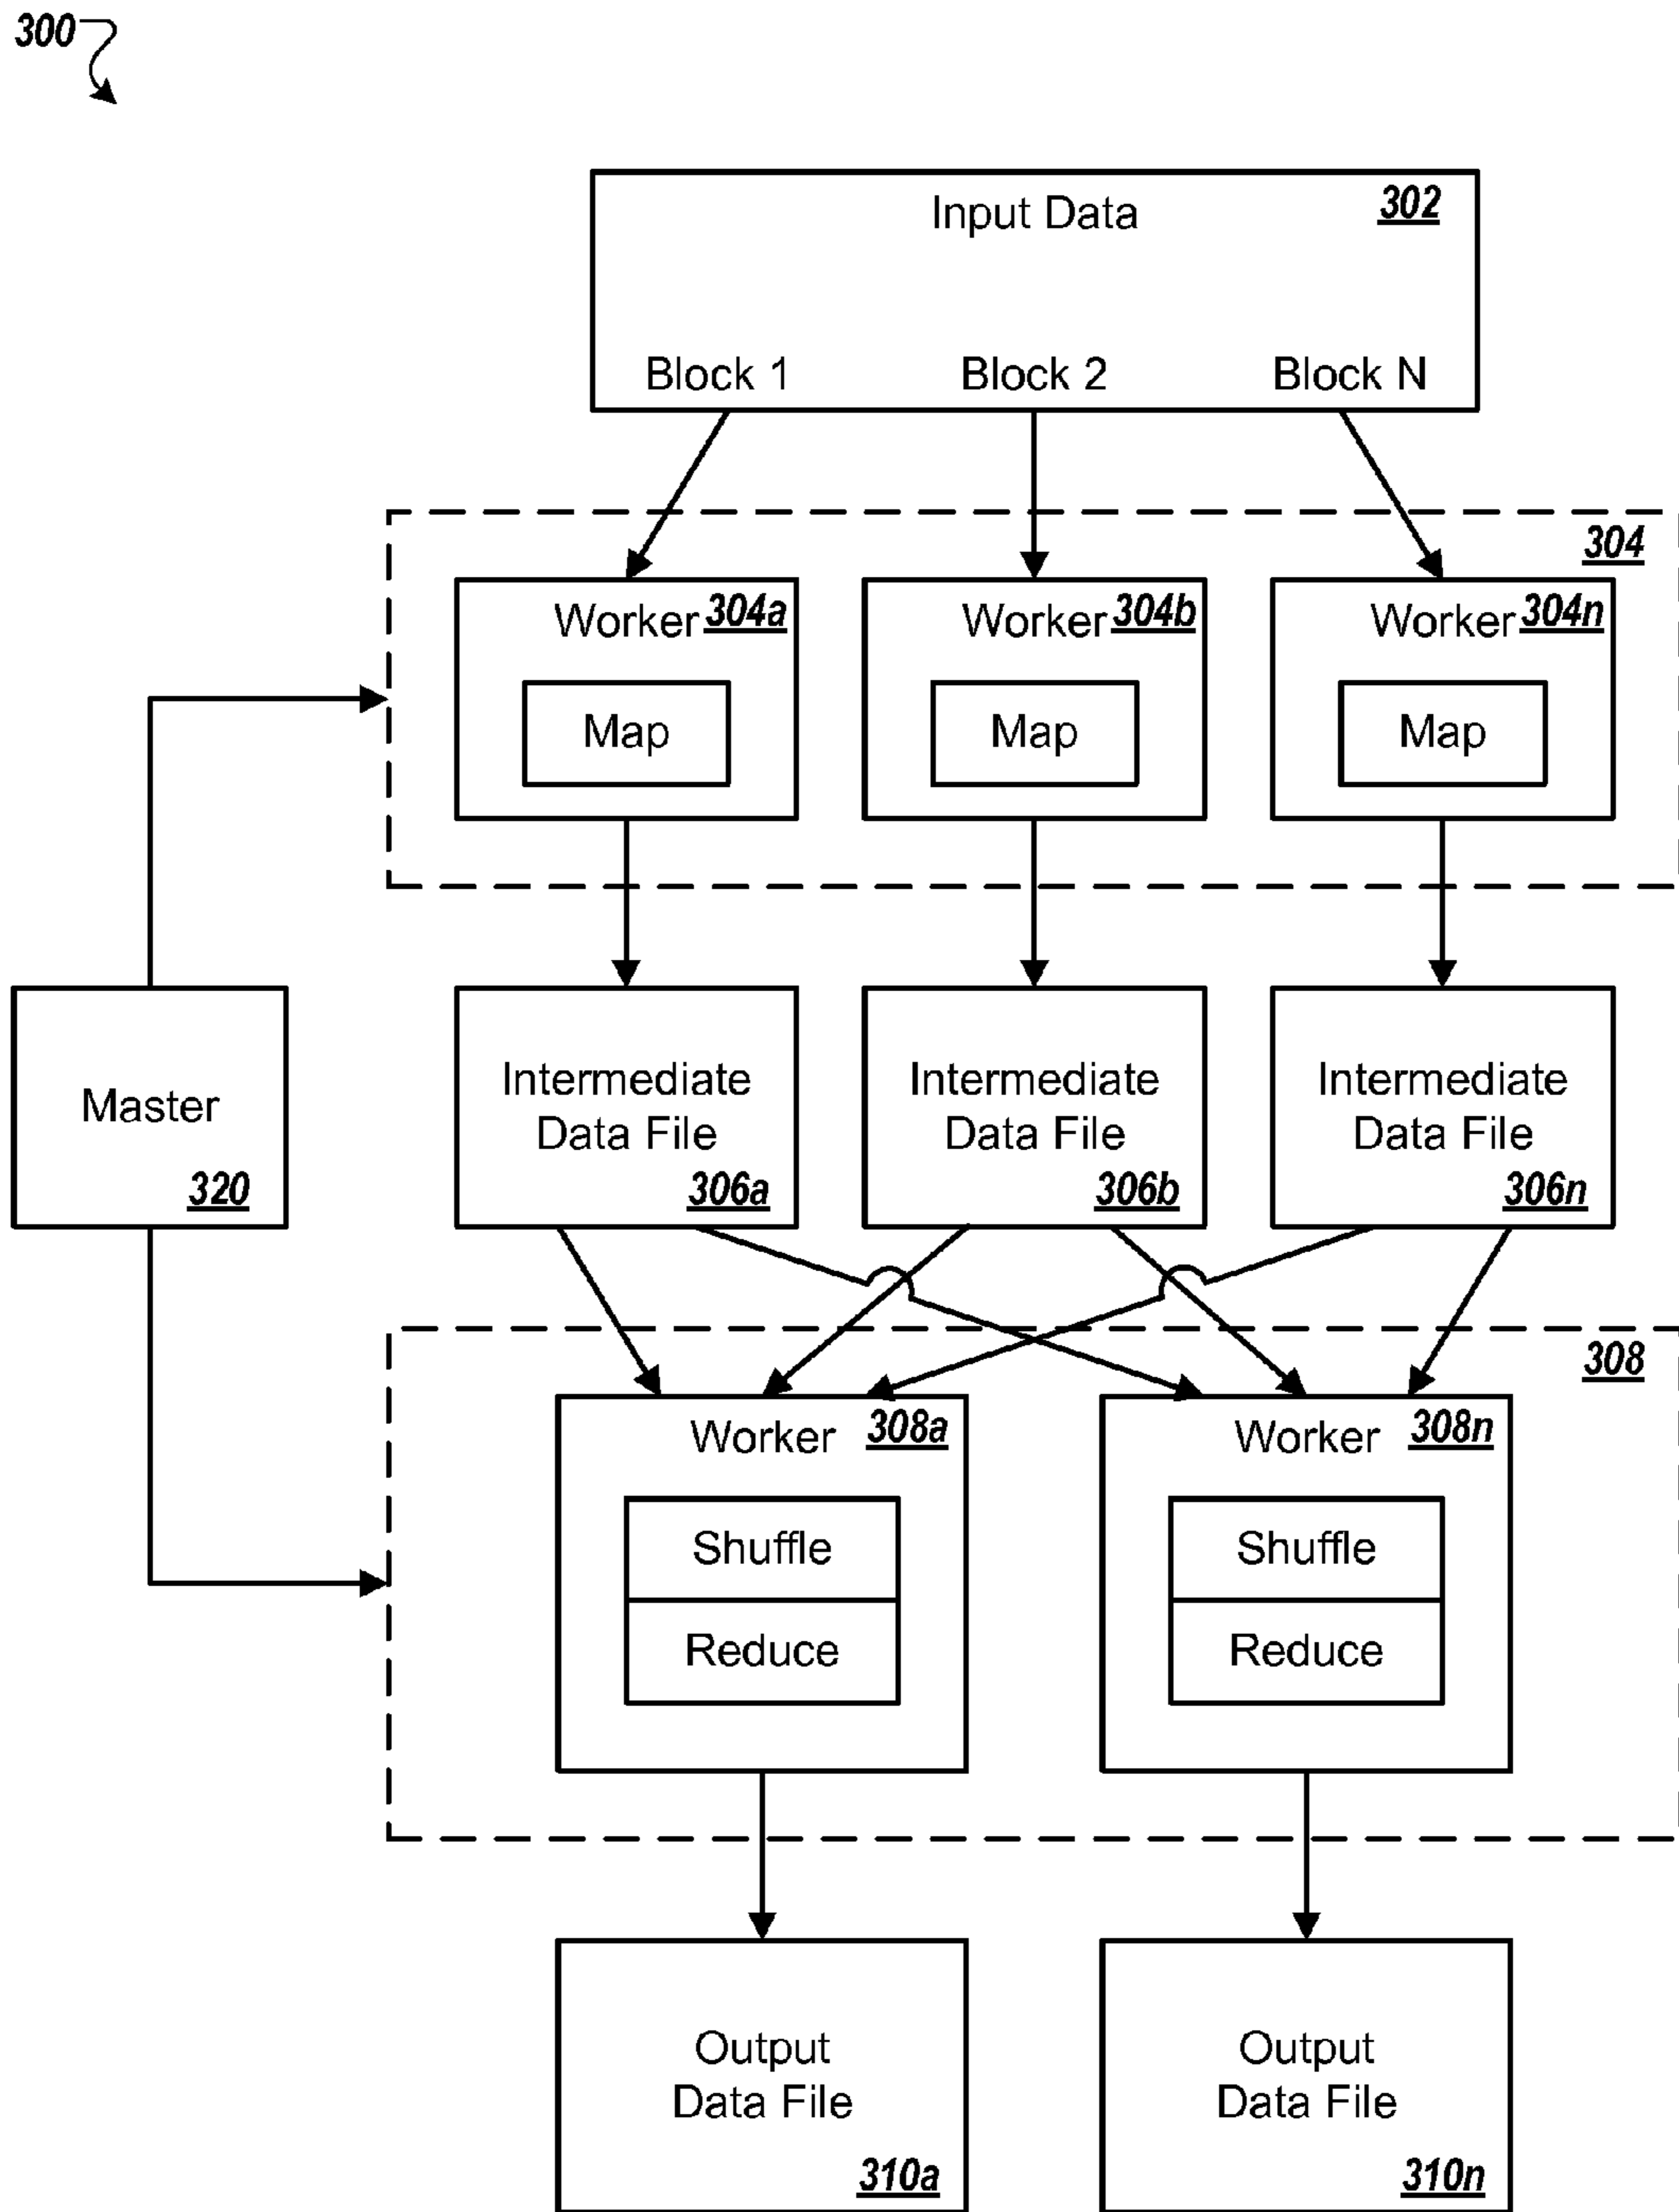 300
Input Data 302
Block 1 Block 2 Block N
304
Worker 304a Worker 304b Worker 304n
Map Map Map
Master
320
Intermediate
Data File
306a
Intermediate
Data File
306b
Intermediate
Data File
306n
308
Worker 308a
Shuffle
Reduce
Worker 308n
Shuffle
Reduce
Output
Data File
310a
Output
Data File
310n